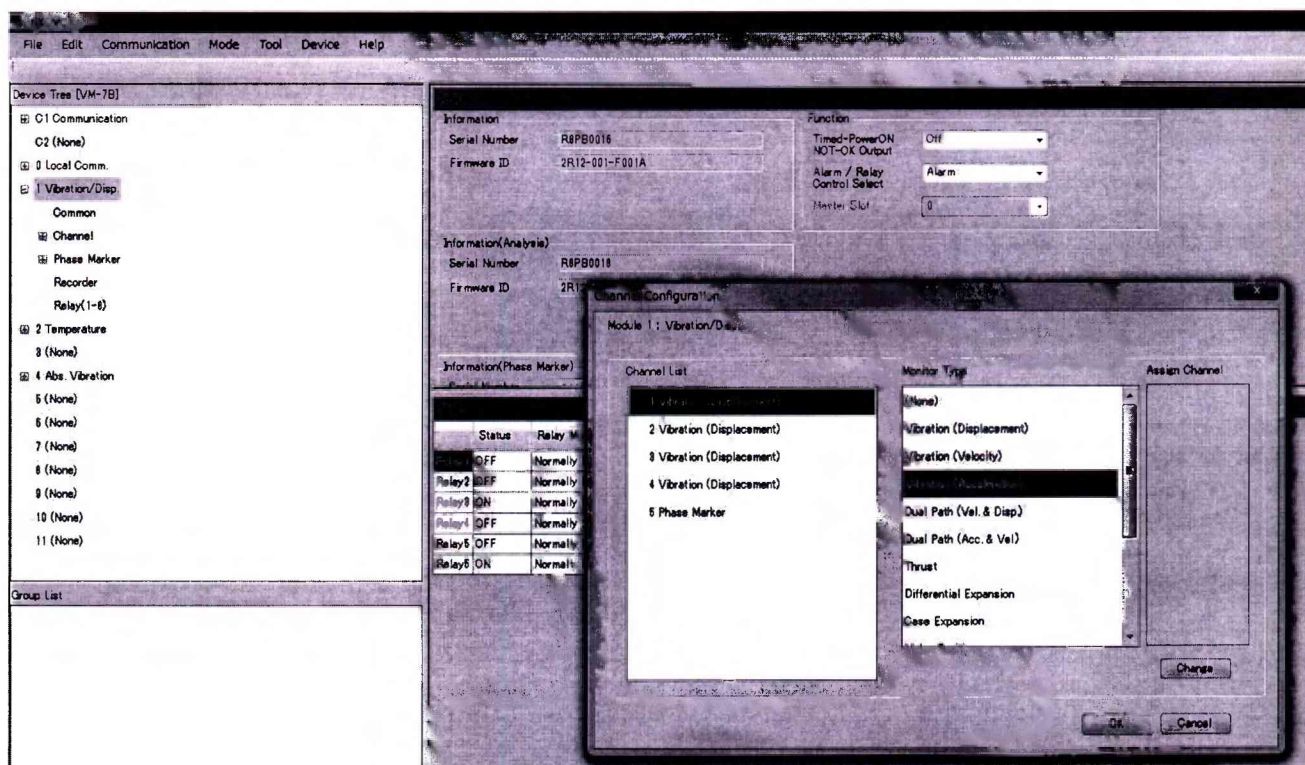 File Edit Communication Mode Tool Device Help
Device Tree [VM-7B]
C1 Communication
C2 (None)
0 Local Comm.
1 Vibration/Disp.
Common
Channel
Phase Marker
Recorder
Relay(1-6)
2 Temperature
3 (None)
4 Abs. Vibration
5 (None)
6 (None)
7 (None)
8 (None)
9 (None)
10 (None)
11 (None)
Group List
Information
Serial Number R8PB0016
Firmware ID 2R12-001-F001A
Function
Timed-PowerON NOT-OK Output Off
Alarm / Relay Control Select Alarm
Master Slot 0
Information(Analysis)
Serial Number R8PB0016
Firmware ID 2R1
Information(Phase Marker)
Status Relay M
OFF Normally
Relay2 OFF Normally
Relay3 ON Normally
Relay4 OFF Normally
Relay5 OFF Normally
Relay6 ON Normally
Channel Configuration
Module 1 : Vibration/D
Channel List
1 Vibration (Displacement)
2 Vibration (Displacement)
3 Vibration (Displacement)
4 Vibration (Displacement)
5 Phase Marker
Monitor Type
(None)
Vibration (Displacement)
Vibration (Velocity)
Vibration (Acceleration)
Dual Path (Vel. & Disp.)
Dual Path (Acc. & Vel)
Thrust
Differential Expansion
Case Expansion
Assign Channel
Change
OK Cancel